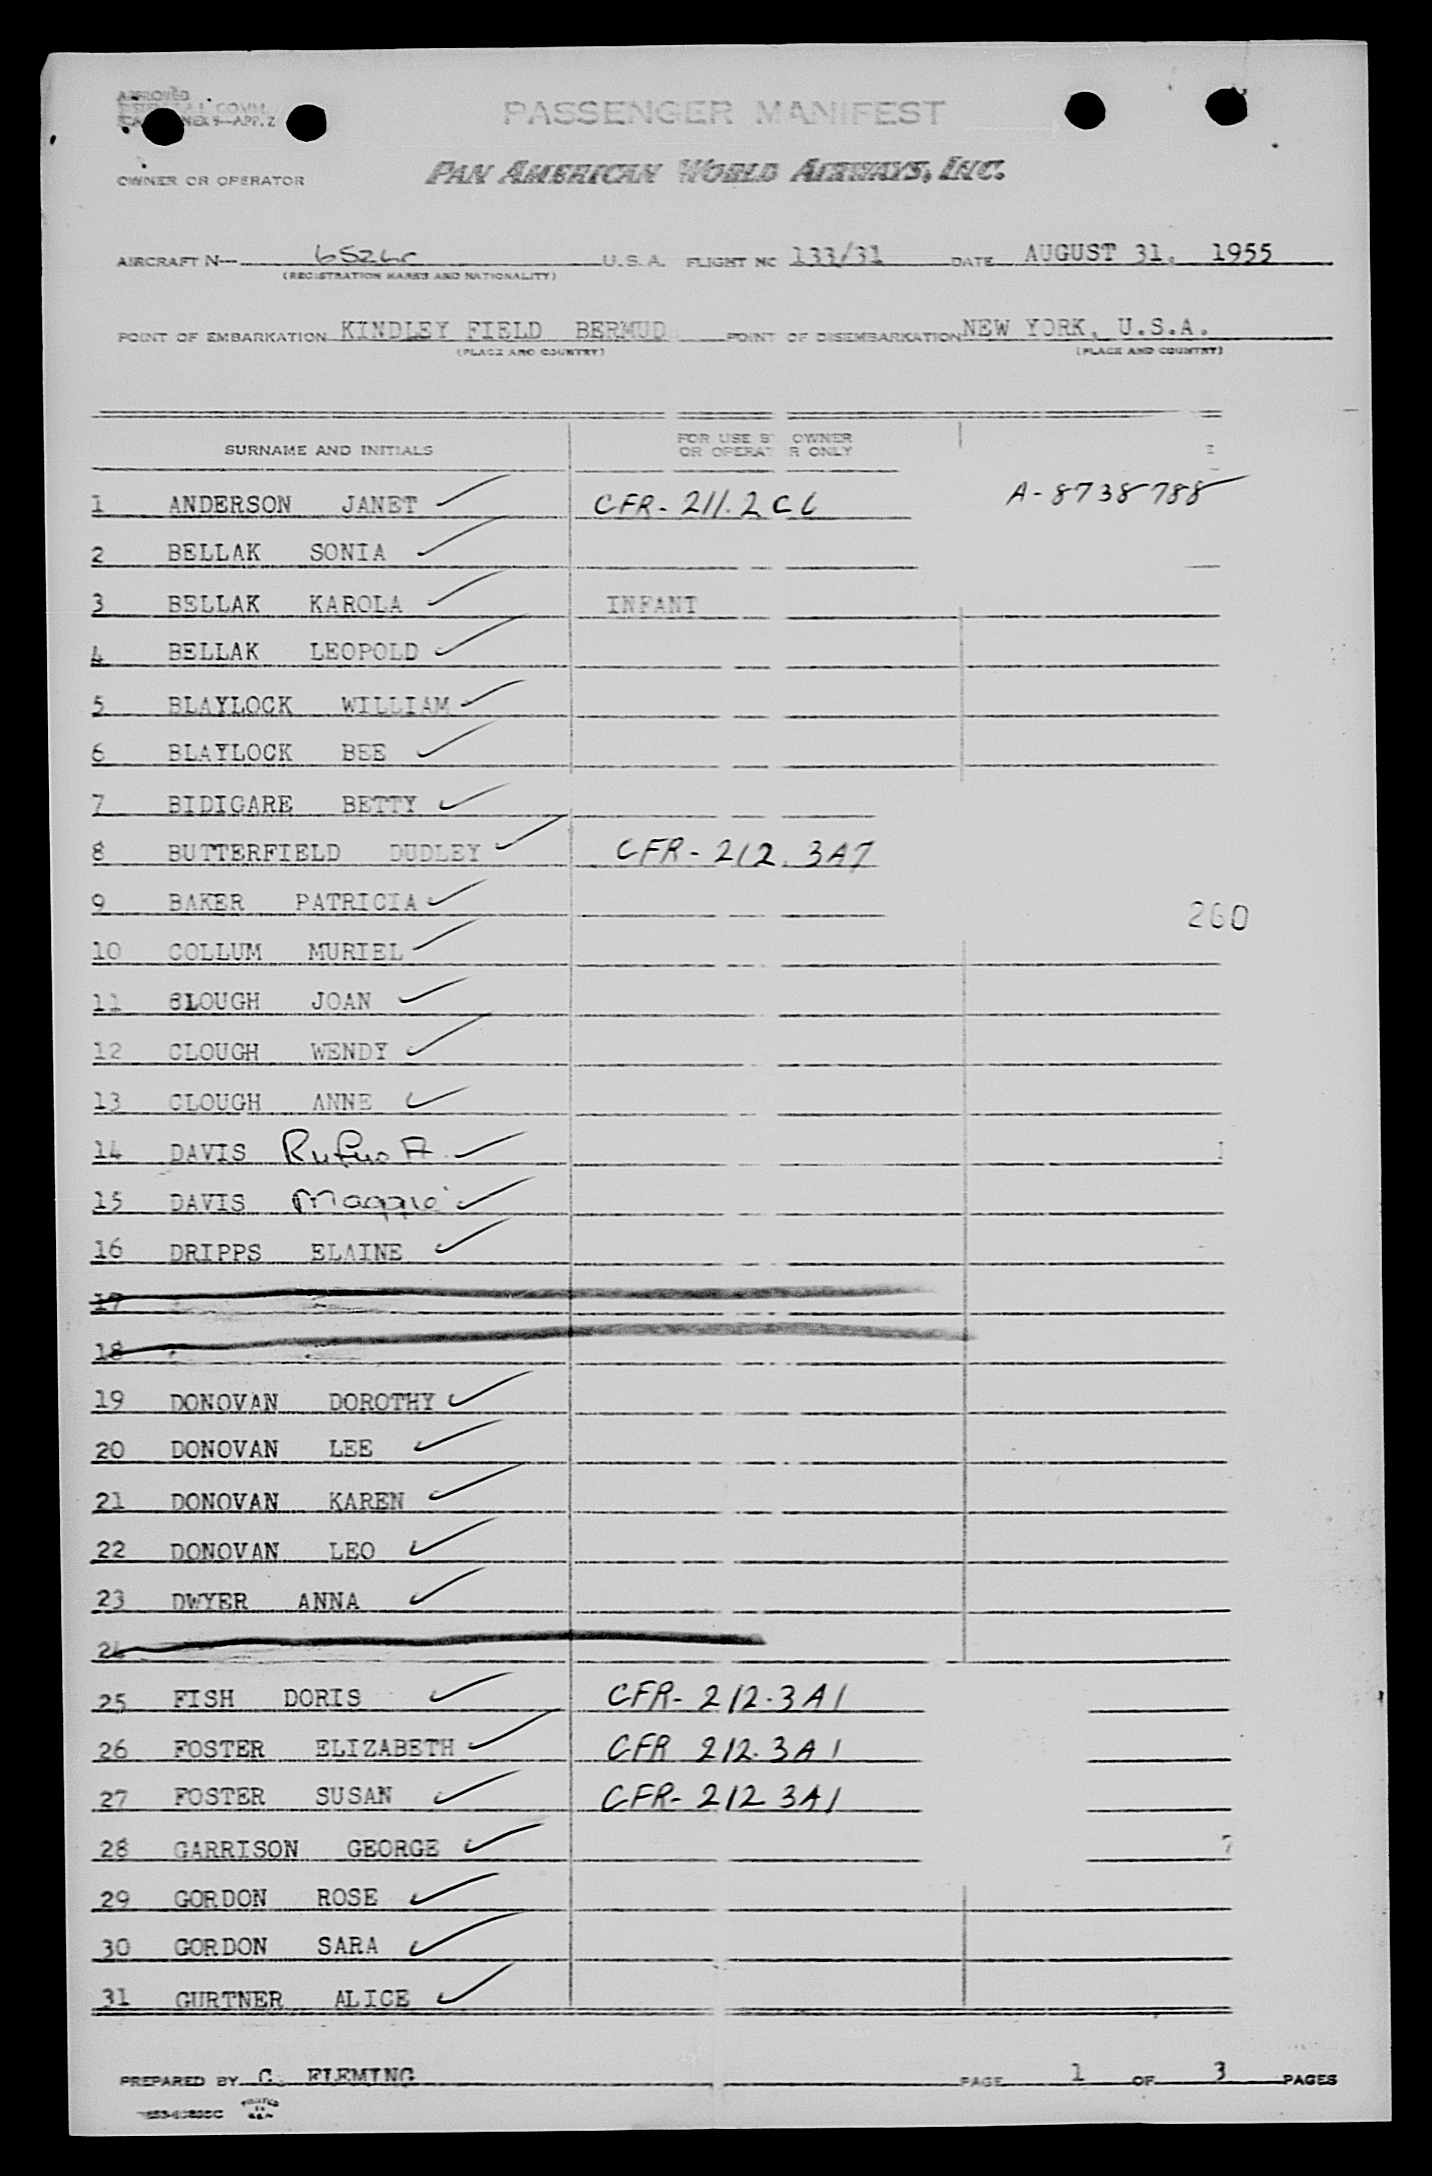 APPROVED
PASSENGER MANIFEST
OWNER OR OPERATOR PAN AMERICAN WORLD AIRWAYS, INC.
AIRCRAFT N— U.S.A. FLIGHT NO 133/31 DATE AUGUST 31, 1955
(REGISTRATION MARKS AND NATIONALITY)
POINT OF EMBARKATION KINDLEY FIELD BERMUD POINT OF DISEMBARKATION NEW YORK, U.S.A.
(PLACE AND COUNTRY) (PLACE AND COUNTRY)
SURNAME AND INITIALS FOR USE BY OWNER OR OPERATOR ONLY
1 ANDERSON JANET ✓ CFR-211.2C6 A-8738788
2 BELLAK SONIA ✓
3 BELLAK KAROLA ✓ INFANT
4 BELLAK LEOPOLD ✓
5 BLAYLOCK WILLIAM ✓
6 BLAYLOCK BEE ✓
7 BIDIGARE BETTY ✓
8 BUTTERFIELD DUDLEY ✓ CFR-212.3A7
9 BAKER PATRICIA ✓ 260
10 COLLUM MURIEL ✓
11 CLOUGH JOAN ✓
12 CLOUGH WENDY ✓
13 CLOUGH ANNE ✓
14 DAVIS Rufus A ✓
15 DAVIS Maggie ✓
16 DRIPPS ELAINE ✓
17
18
19 DONOVAN DOROTHY ✓
20 DONOVAN LEE ✓
21 DONOVAN KAREN ✓
22 DONOVAN LEO ✓
23 DWYER ANNA ✓
24
25 FISH DORIS ✓ CFR-212.3A1
26 FOSTER ELIZABETH ✓ CFR 212.3A1
27 FOSTER SUSAN ✓ CFR-212 3A1
28 GARRISON GEORGE ✓ 7
29 GORDON ROSE ✓
30 GORDON SARA ✓
31 GURTNER ALICE ✓
PREPARED BY C. FLEMING PAGE 1 OF 3 PAGES
PRINTED IN U.S.A.